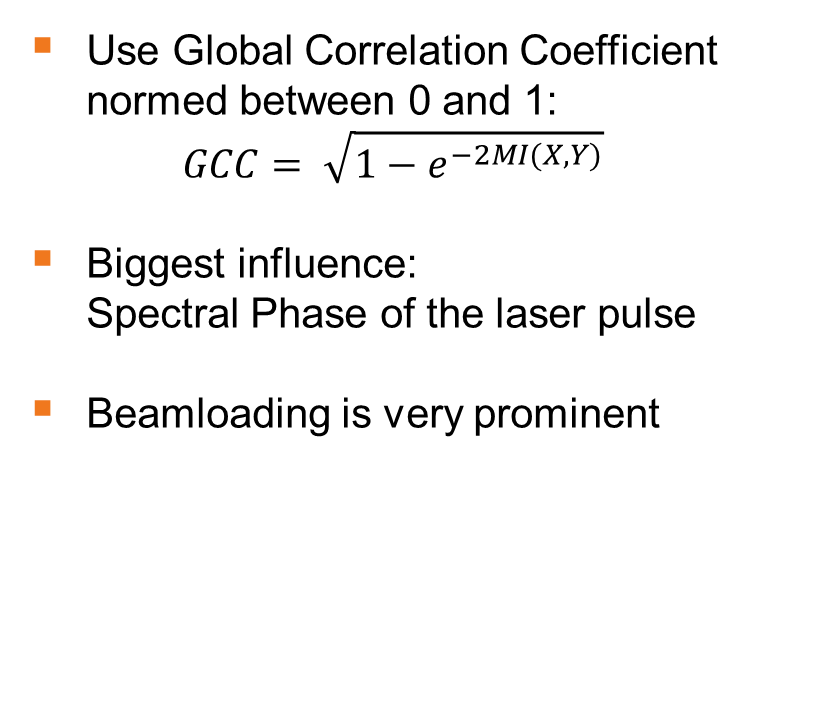 ▪ Use Global Correlation Coefficient
normed between 0 and 1:
GCC = √(1 − e^{−2MI(X,Y)})
▪ Biggest influence:
Spectral Phase of the laser pulse
▪ Beamloading is very prominent